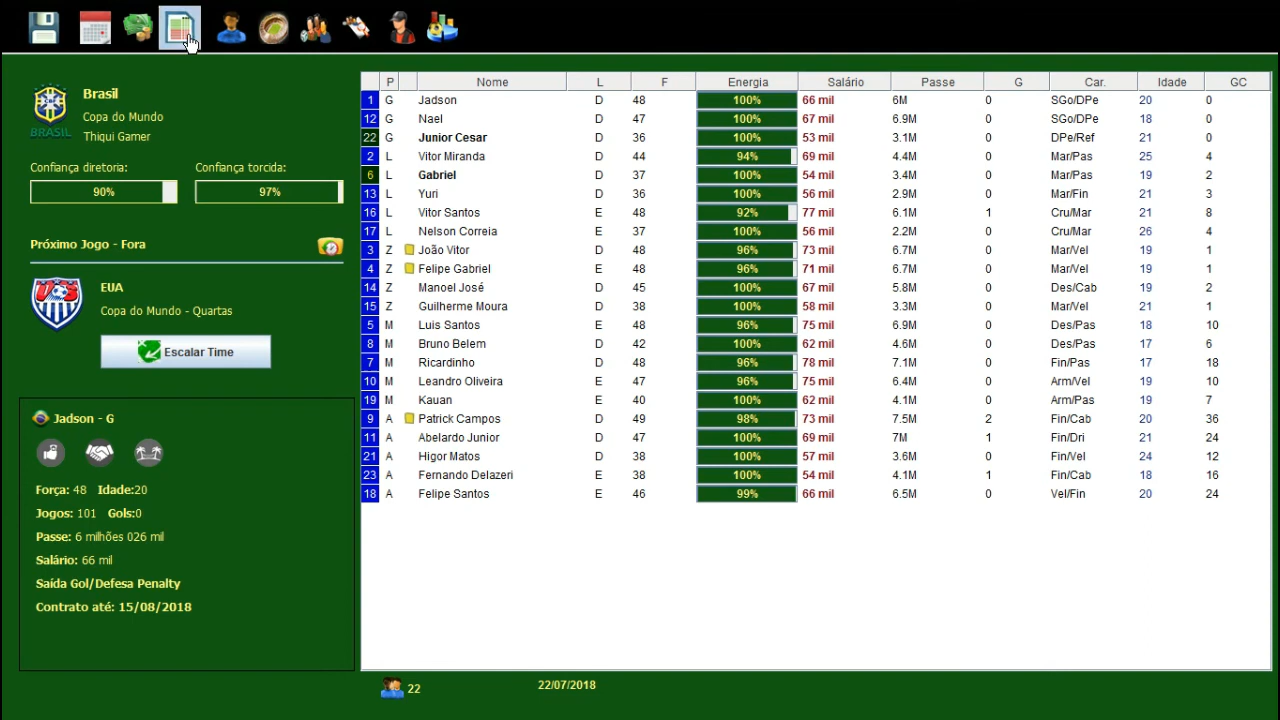 Brasil
Copa do Mundo
Thiqui Gamer
BRASIL
Confiança diretoria: Confiança torcida:
90% 97%
Próximo Jogo - Fora
EUA
Copa do Mundo - Quartas
Escalar Time
Jadson - G
Força: 48 Idade:20
Jogos: 101 Gols:0
Passe: 6 milhões 026 mil
Salário: 66 mil
Saída Gol/Defesa Penalty
Contrato até: 15/08/2018
P Nome L F Energia Salário Passe G Car. Idade GC
1 G Jadson D 48 100% 66 mil 6M 0 SGo/DPe 20 0
12 G Nael D 47 100% 67 mil 6.9M 0 SGo/DPe 18 0
22 G Junior Cesar D 36 100% 53 mil 3.1M 0 DPe/Ref 21 0
2 L Vitor Miranda D 44 94% 69 mil 4.4M 0 Mar/Pas 25 4
6 L Gabriel D 37 100% 54 mil 3.4M 0 Mar/Pas 19 2
13 L Yuri D 36 100% 56 mil 2.9M 0 Mar/Fin 21 3
16 L Vitor Santos E 48 92% 77 mil 6.1M 1 Cru/Mar 21 8
17 L Nelson Correia E 37 100% 56 mil 2.2M 0 Cru/Mar 26 4
3 Z João Vitor D 48 96% 73 mil 6.7M 0 Mar/Vel 19 1
4 Z Felipe Gabriel E 48 96% 71 mil 6.7M 0 Mar/Vel 19 1
14 Z Manoel José D 45 100% 67 mil 5.8M 0 Des/Cab 19 2
15 Z Guilherme Moura D 38 100% 58 mil 3.3M 0 Mar/Vel 21 1
5 M Luis Santos E 48 96% 75 mil 6.9M 0 Des/Pas 18 10
8 M Bruno Belem D 42 100% 62 mil 4.6M 0 Des/Pas 17 6
7 M Ricardinho D 48 96% 78 mil 7.1M 0 Fin/Pas 17 18
10 M Leandro Oliveira E 47 96% 75 mil 6.4M 0 Arm/Vel 19 10
19 M Kauan E 40 100% 62 mil 4.1M 0 Arm/Pas 19 7
9 A Patrick Campos D 49 98% 73 mil 7.5M 2 Fin/Cab 20 36
11 A Abelardo Junior D 47 100% 69 mil 7M 1 Fin/Dri 21 24
21 A Higor Matos D 38 100% 57 mil 3.6M 0 Fin/Vel 24 12
23 A Fernando Delazeri E 38 100% 54 mil 4.1M 1 Fin/Cab 18 16
18 A Felipe Santos E 46 99% 66 mil 6.5M 0 Vel/Fin 20 24
22 22/07/2018